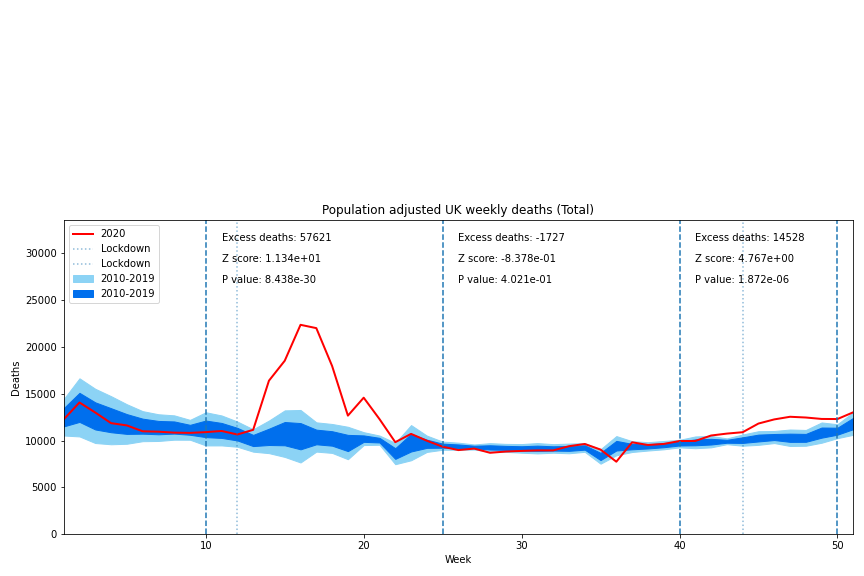 Population adjusted UK weekly deaths (Total)
2020
Lockdown
Lockdown
2010-2019
2010-2019
Excess deaths: 57621
Z score: 1.134e+01
P value: 8.438e-30
Excess deaths: -1727
Z score: -8.378e-01
P value: 4.021e-01
Excess deaths: 14528
Z score: 4.767e+00
P value: 1.872e-06
Deaths
30000
25000
20000
15000
10000
5000
0
10
20
30
40
50
Week